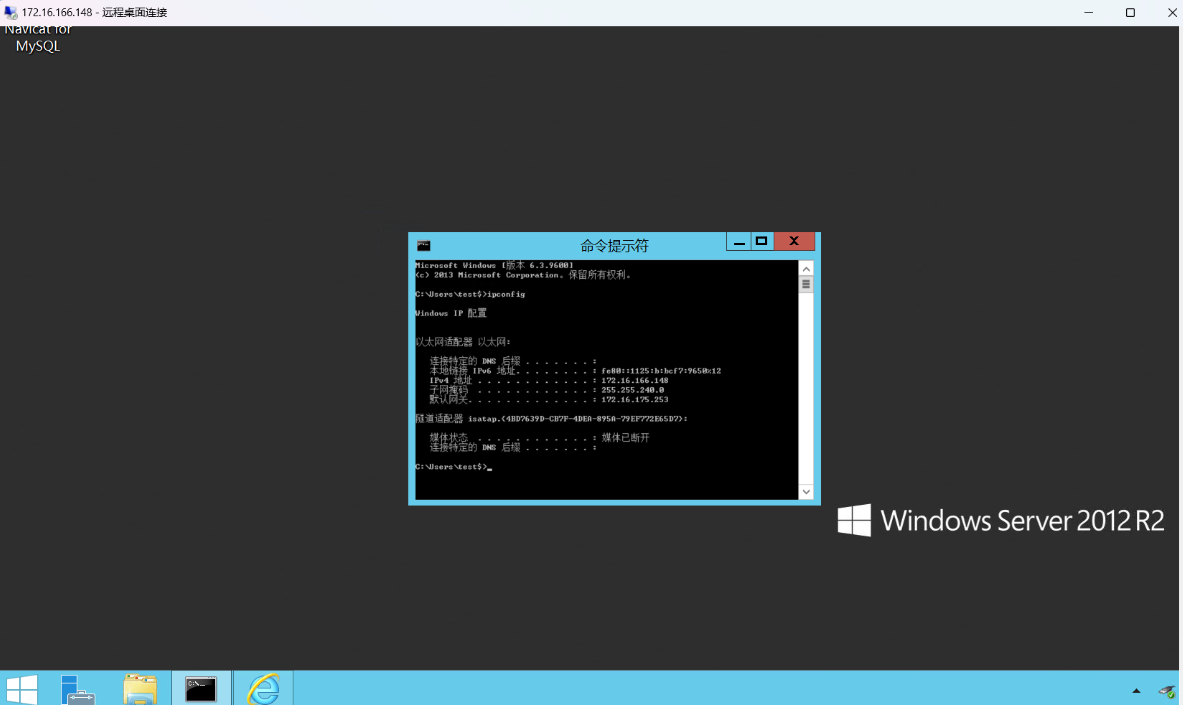 172.16.166.148 - 远程桌面连接
Navicat for
MySQL
命令提示符
Microsoft Windows [版本 6.3.9600]
(c) 2013 Microsoft Corporation。保留所有权利。
C:\Users\test$>ipconfig
Windows IP 配置
以太网适配器 以太网:
连接特定的 DNS 后缀 . . . . . . . :
本地链接 IPv6 地址. . . . . . . . : fe80::1125:b:bcf7:9650%12
IPv4 地址 . . . . . . . . . . . . : 172.16.166.148
子网掩码 . . . . . . . . . . . . : 255.255.240.0
默认网关. . . . . . . . . . . . . : 172.16.175.253
隧道适配器 isatap.{4BD7639D-CB7F-4DEA-895A-79EF772E65D7}:
媒体状态 . . . . . . . . . . . . : 媒体已断开
连接特定的 DNS 后缀 . . . . . . . :
C:\Users\test$>_
Windows Server 2012 R2